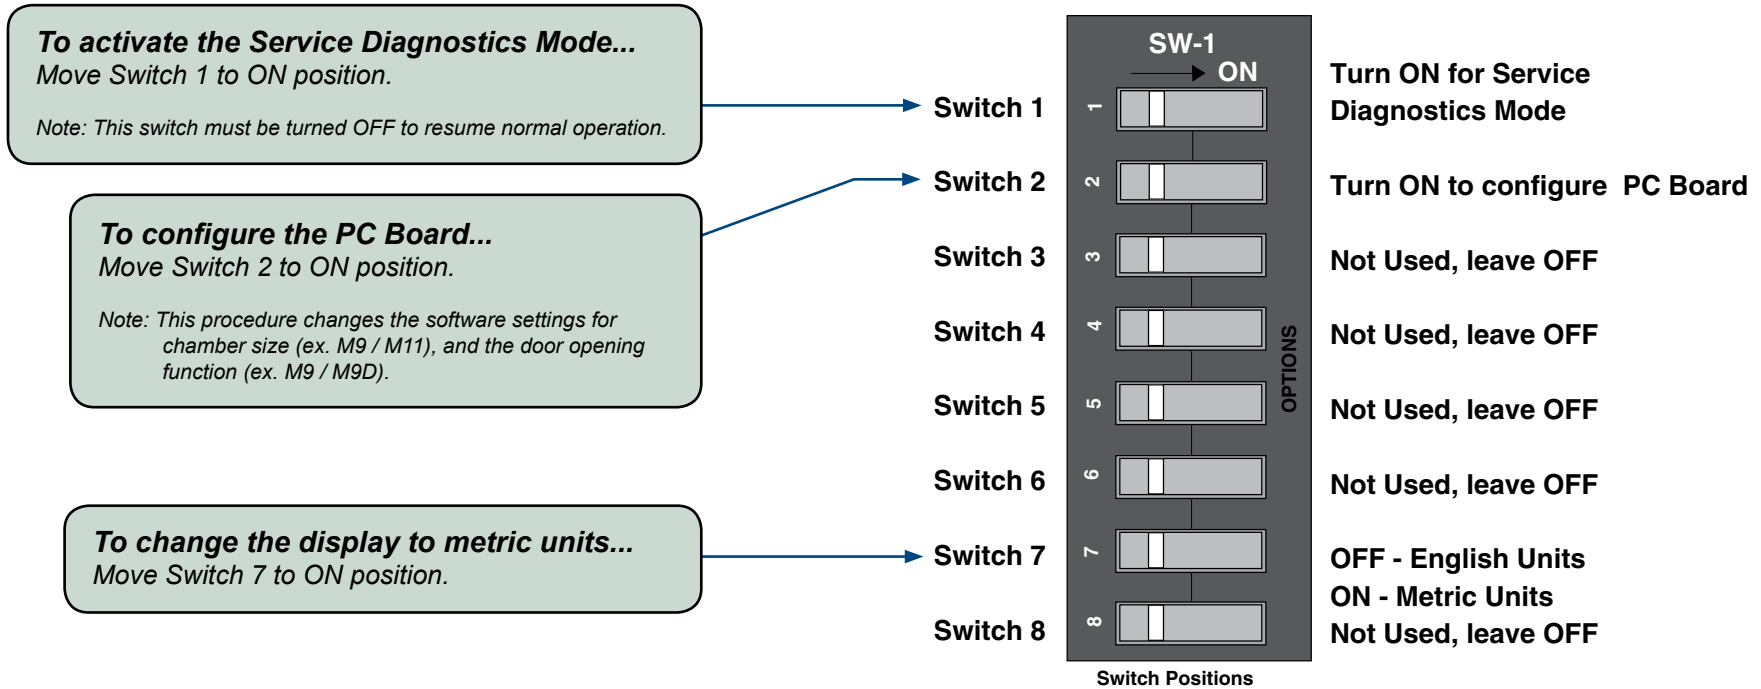 To activate the Service Diagnostics Mode...
Move Switch 1 to ON position.
Note: This switch must be turned OFF to resume normal operation.
To configure the PC Board...
Move Switch 2 to ON position.
Note: This procedure changes the software settings for
chamber size (ex. M9 / M11), and the door opening
function (ex. M9 / M9D).
To change the display to metric units...
Move Switch 7 to ON position.
Switch 1
Switch 2
Switch 3
Switch 4
Switch 5
Switch 6
Switch 7
Switch 8
SW-1
ON
1
2
3
4
5
6
7
8
OPTIONS
Switch Positions
Turn ON for Service
Diagnostics Mode
Turn ON to configure  PC Board
Not Used, leave OFF
Not Used, leave OFF
Not Used, leave OFF
Not Used, leave OFF
OFF - English Units
ON - Metric Units
Not Used, leave OFF